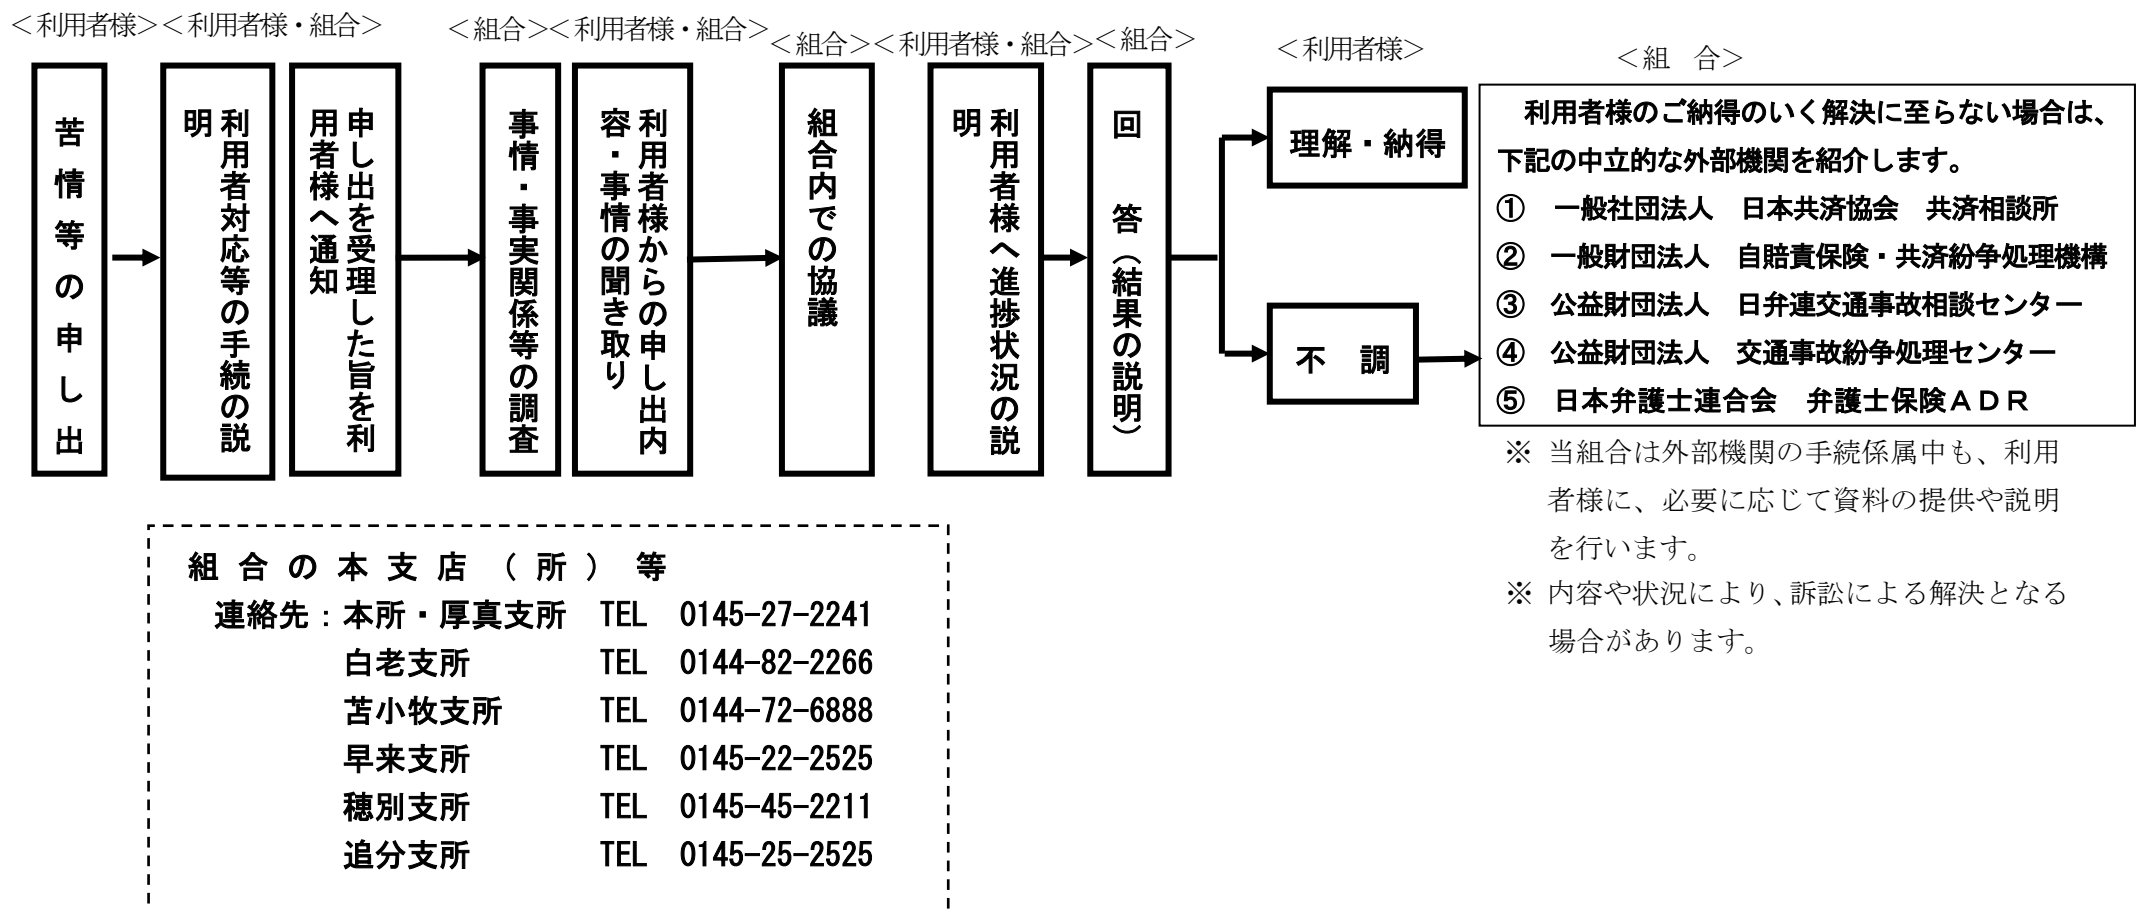 ＜利用者様＞
＜利用者様・組合＞
＜組合＞
＜利用者様・組合＞
＜組合＞
＜利用者様・組合＞
＜組合＞
＜利用者様＞
＜組　合＞
苦情等の申し出
利用者対応等の手続の説
明
申し出を受理した旨を利
用者様へ通知
事情・事実関係等の調査
利用者様からの申し出内
容・事情の聞き取り
組合内での協議
利用者様へ進捗状況の説
明
回　答（結果の説明）
理解・納得
不　調
利用者様のご納得のいく解決に至らない場合は、
下記の中立的な外部機関を紹介します。
①　一般社団法人　日本共済協会　共済相談所
②　一般財団法人　自賠責保険・共済紛争処理機構
③　公益財団法人　日弁連交通事故相談センター
④　公益財団法人　交通事故紛争処理センター
⑤　日本弁護士連合会　弁護士保険ＡＤＲ
※ 当組合は外部機関の手続係属中も、利用
者様に、必要に応じて資料の提供や説明
を行います。
※ 内容や状況により、訴訟による解決となる
場合があります。
組合の本支店（所）等
連絡先：本所・厚真支所　TEL　0145-27-2241
白老支所　TEL　0144-82-2266
苫小牧支所　TEL　0144-72-6888
早来支所　TEL　0145-22-2525
穂別支所　TEL　0145-45-2211
追分支所　TEL　0145-25-2525